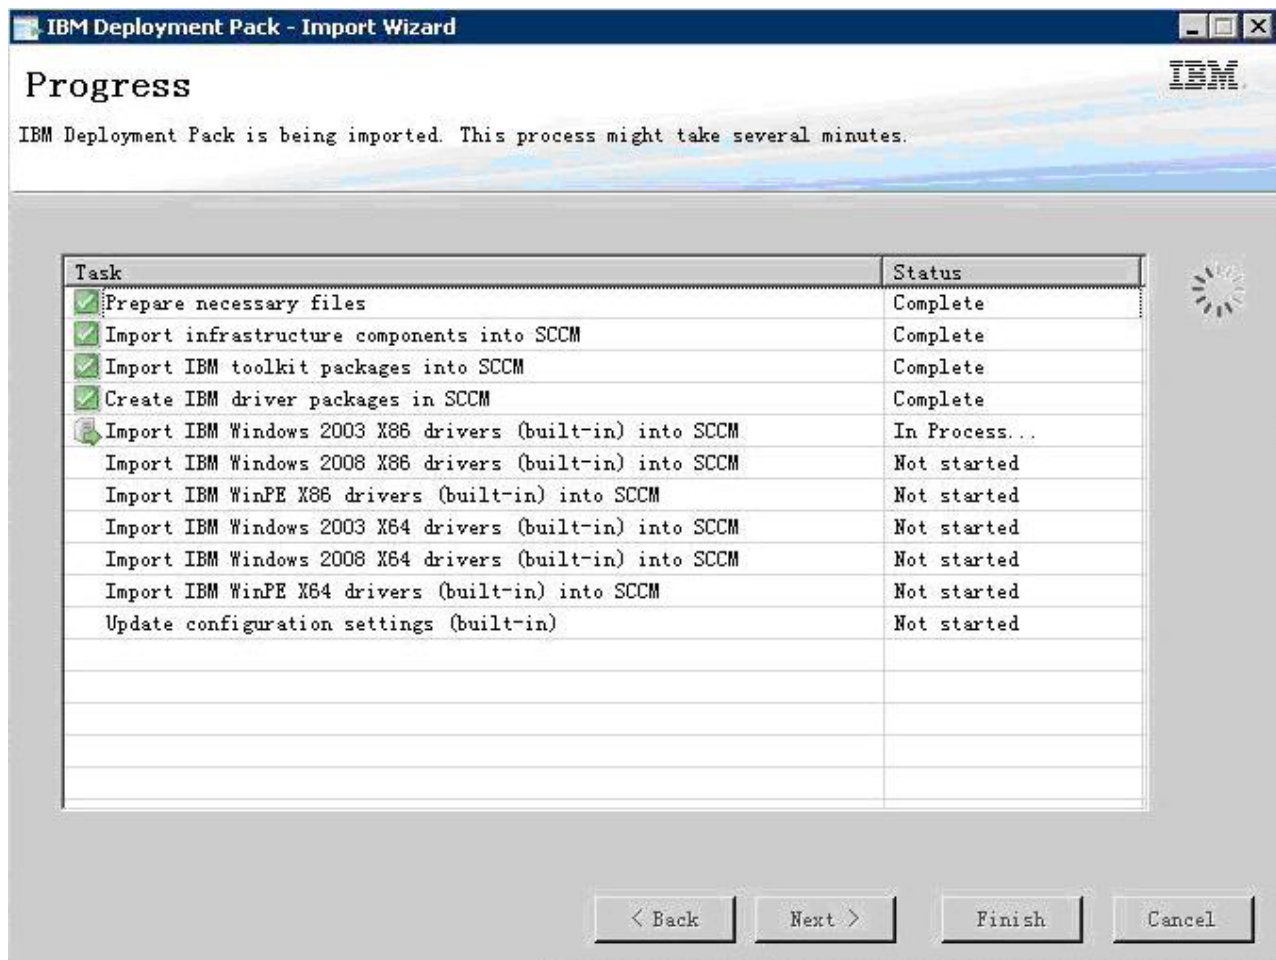 IBM Deployment Pack - Import Wizard
Progress
IBM
IBM Deployment Pack is being imported. This process might take several minutes.
Task Status
Prepare necessary files Complete
Import infrastructure components into SCCM Complete
Import IBM toolkit packages into SCCM Complete
Create IBM driver packages in SCCM Complete
Import IBM Windows 2003 X86 drivers (built-in) into SCCM In Process...
Import IBM Windows 2008 X86 drivers (built-in) into SCCM Not started
Import IBM WinPE X86 drivers (built-in) into SCCM Not started
Import IBM Windows 2003 X64 drivers (built-in) into SCCM Not started
Import IBM Windows 2008 X64 drivers (built-in) into SCCM Not started
Import IBM WinPE X64 drivers (built-in) into SCCM Not started
Update configuration settings (built-in) Not started
< Back Next > Finish Cancel